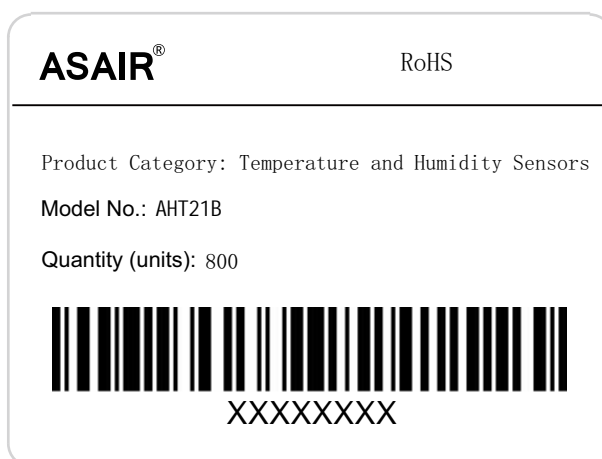 ASAIR® RoHS
Product Category: Temperature and Humidity Sensors
Model No.: AHT21B
Quantity (units): 800
XXXXXXXX